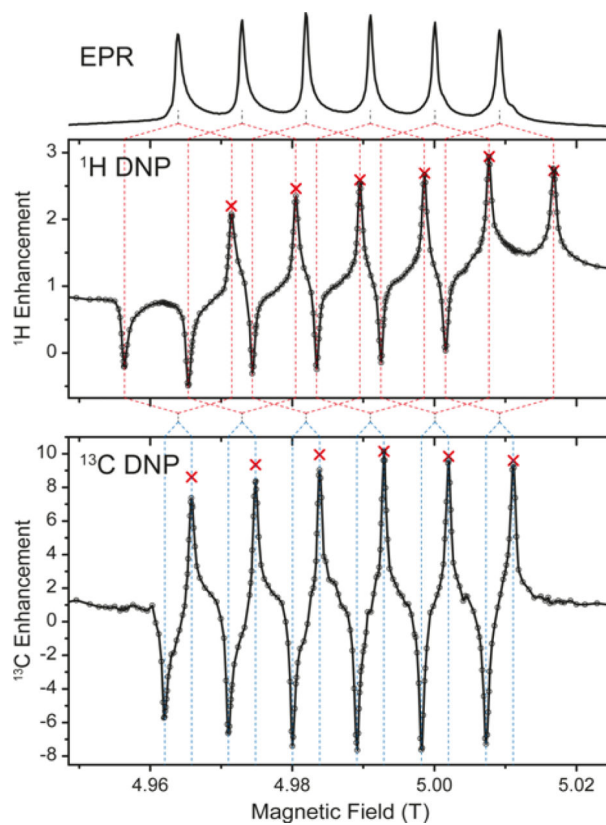 EPR
3
¹H DNP
2
1
0
¹H Enhancement
10
¹³C DNP
8
6
4
2
0
-2
-4
-6
-8
¹³C Enhancement
4.96 4.98 5.00 5.02
Magnetic Field (T)